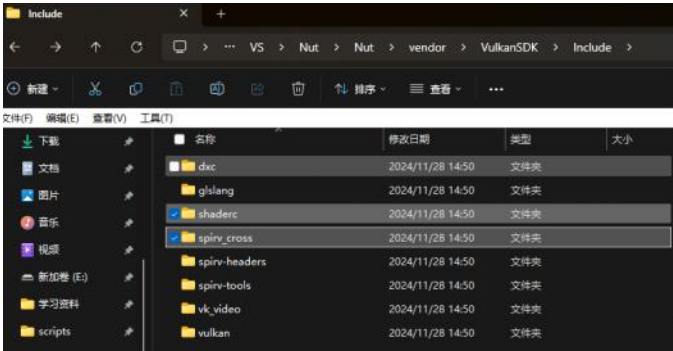 Include
VS > Nut > Nut > vendor > VulkanSDK > Include >
新建 排序 查看
文件(F) 编辑(E) 查看(V) 工具(T)
名称 修改日期 类型 大小
下载
文档
图片
音乐
视频
新加卷 (E:)
学习资料
scripts
dxc 2024/11/28 14:50 文件夹
glslang 2024/11/28 14:50 文件夹
shaderc 2024/11/28 14:50 文件夹
spirv_cross 2024/11/28 14:50 文件夹
spirv-headers 2024/11/28 14:50 文件夹
spirv-tools 2024/11/28 14:50 文件夹
vk_video 2024/11/28 14:50 文件夹
vulkan 2024/11/28 14:50 文件夹